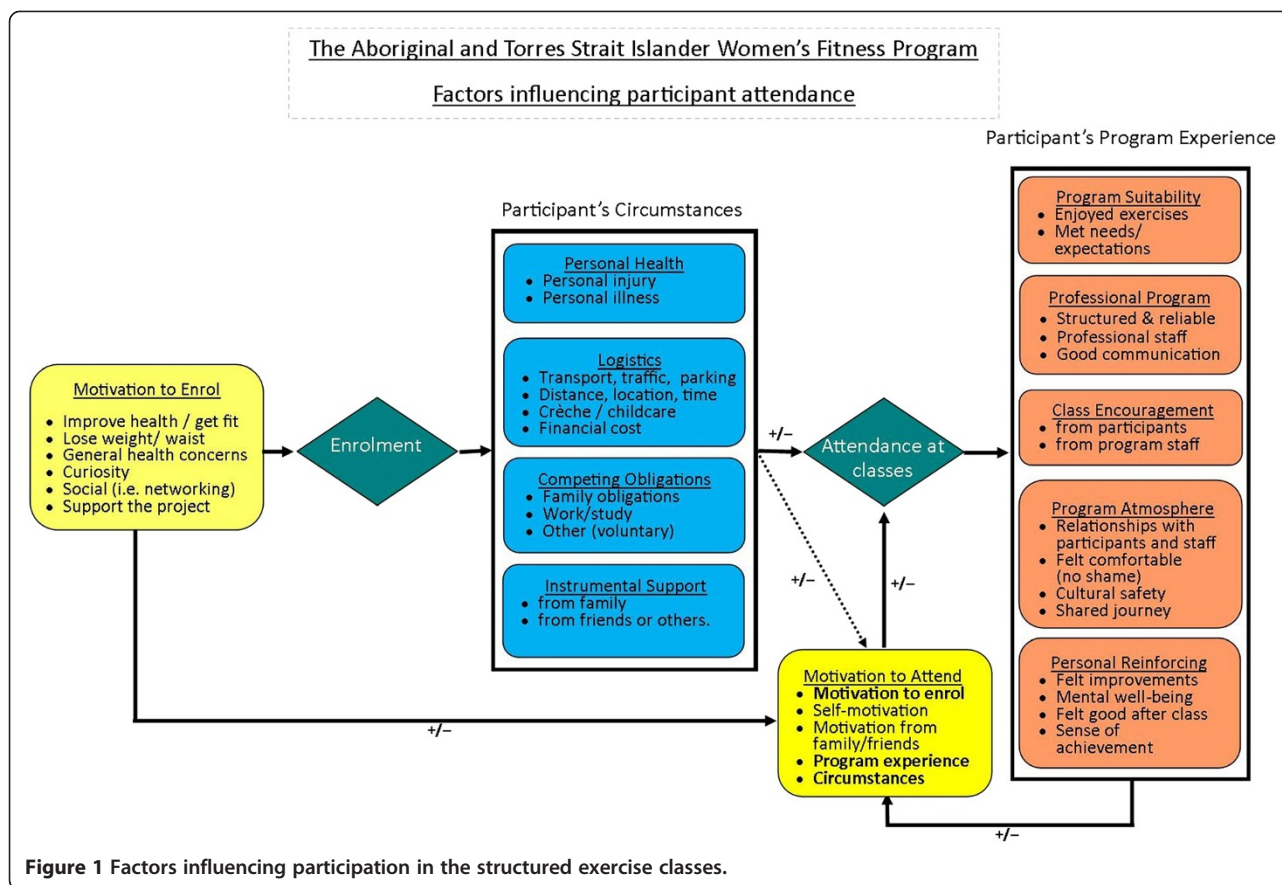 The Aboriginal and Torres Strait Islander Women's Fitness Program
Factors influencing participant attendance
Participant's Program Experience
Participant's Circumstances
Motivation to Enrol
• Improve health / get fit
• Lose weight/ waist
• General health concerns
• Curiosity
• Social (i.e. networking)
• Support the project
Enrolment
Personal Health
• Personal injury
• Personal illness
Logistics
• Transport, traffic, parking
• Distance, location, time
• Crèche / childcare
• Financial cost
Competing Obligations
• Family obligations
• Work/study
• Other (voluntary)
Instrumental Support
• from family
• from friends or others.
+/–
+/–
Attendance at
classes
+/–
Motivation to Attend
• Motivation to enrol
• Self-motivation
• Motivation from
family/friends
• Program experience
• Circumstances
+/–
Program Suitability
• Enjoyed exercises
• Met needs/
expectations
Professional Program
• Structured & reliable
• Professional staff
• Good communication
Class Encouragement
• from participants
• from program staff
Program Atmosphere
• Relationships with
participants and staff
• Felt comfortable
(no shame)
• Cultural safety
• Shared journey
Personal Reinforcing
• Felt improvements
• Mental well-being
• Felt good after class
• Sense of
achievement
+/–
Figure 1 Factors influencing participation in the structured exercise classes.